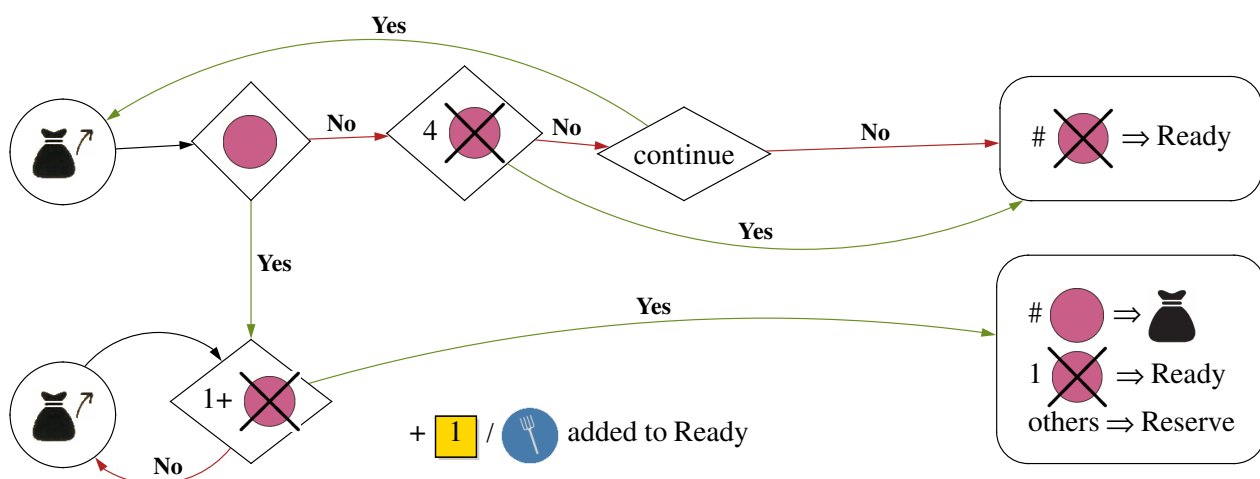 Yes
No
4
No
continue
No
# ⇒ Ready
Yes
Yes
Yes
# ⇒
1 ⇒ Ready
others ⇒ Reserve
1+
No
+ 1 / added to Ready